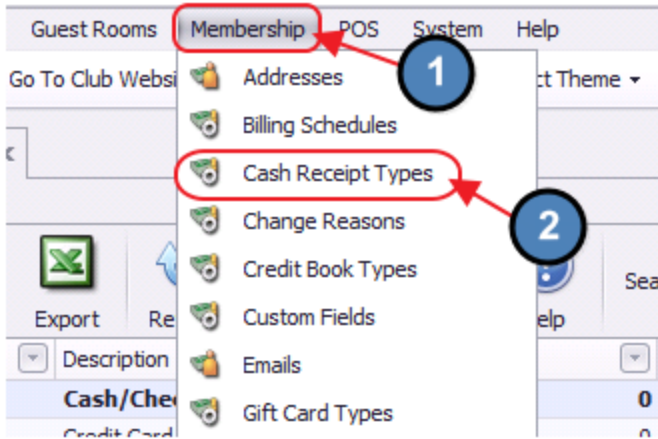 Guest Rooms Membership POS System Help
Go To Club Websi ct Theme
1
Addresses
Billing Schedules
Cash Receipt Types
Change Reasons
2
Credit Book Types
Sea
Export Re Custom Fields elp
Description Emails
Cash/Che 0
Gift Card Types
Credit Card 0